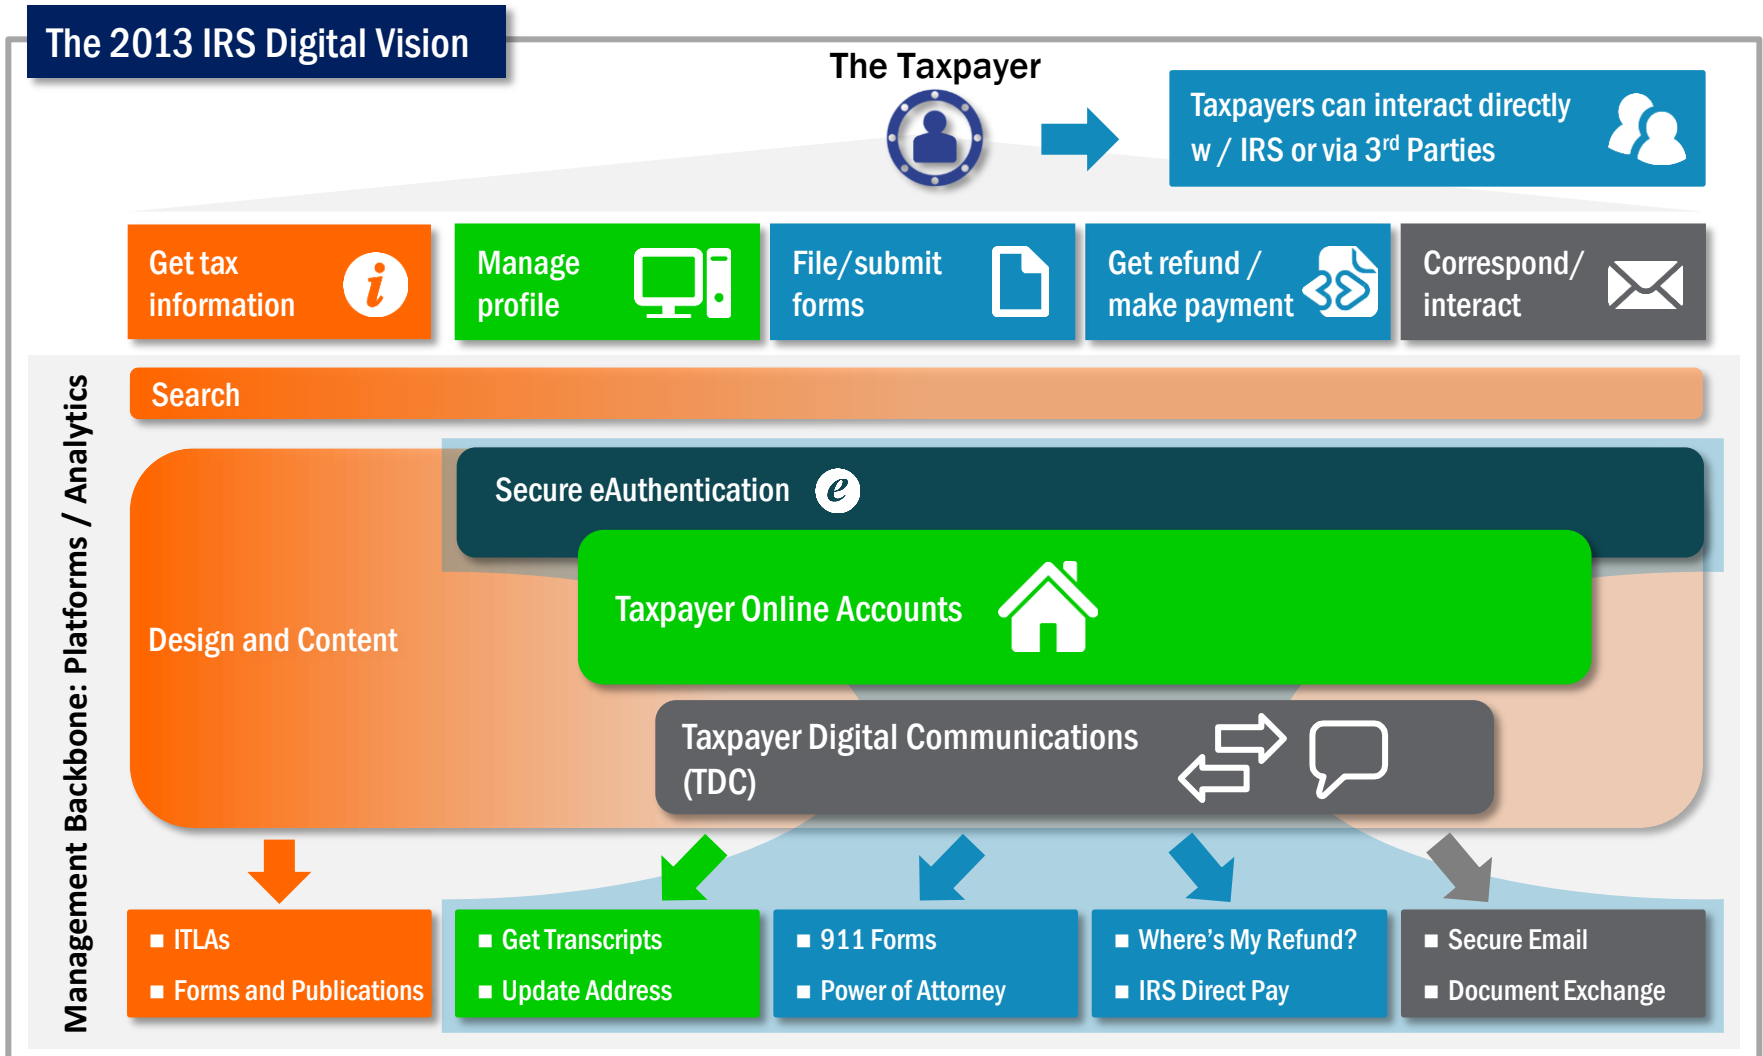 The 2013 IRS Digital Vision
The Taxpayer
Taxpayers can interact directly
w / IRS or via 3rd Parties
Get tax
information
i
Manage
profile
File/submit
forms
Get refund /
make payment
Correspond/
interact
Management Backbone: Platforms / Analytics
Search
Secure eAuthentication e
Taxpayer Online Accounts
Design and Content
Taxpayer Digital Communications
(TDC)
■ ITLAs
■ Forms and Publications
■ Get Transcripts
■ Update Address
■ 911 Forms
■ Power of Attorney
■ Where's My Refund?
■ IRS Direct Pay
■ Secure Email
■ Document Exchange